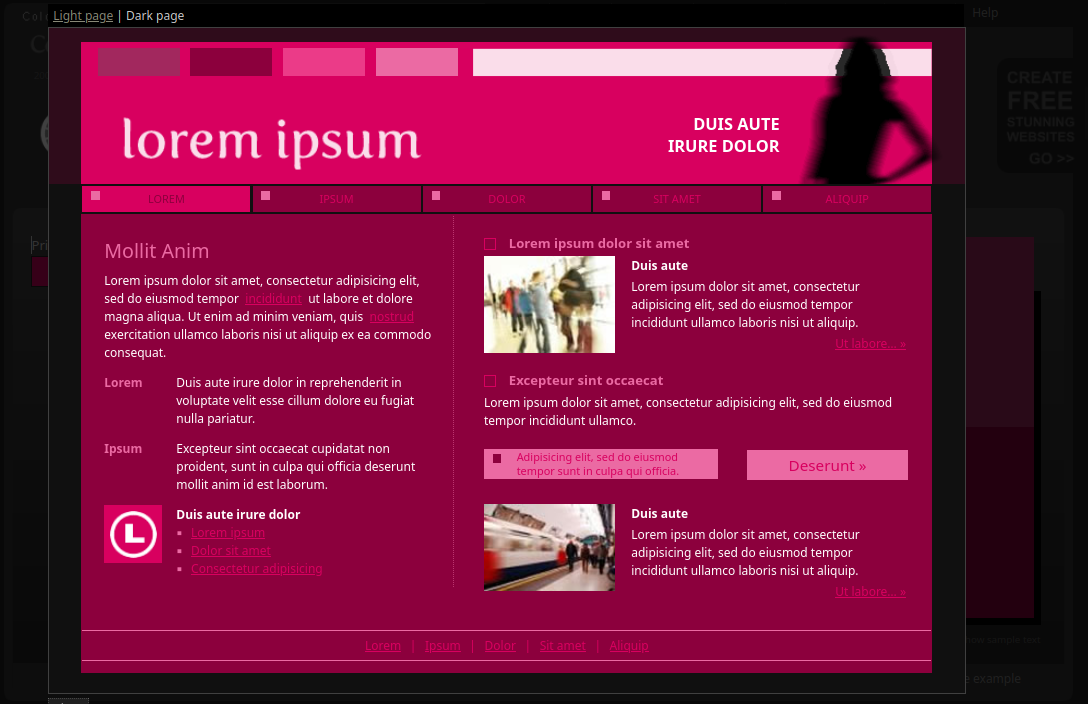 Light page | Dark page
Help
CREATE
FREE
STUNNING
WEBSITES
GO >>
lorem ipsum
DUIS AUTE
IRURE DOLOR
LOREM
IPSUM
DOLOR
SIT AMET
ALIQUIP
Mollit Anim
Lorem ipsum dolor sit amet, consectetur adipisicing elit,
sed do eiusmod tempor incididunt ut labore et dolore
magna aliqua. Ut enim ad minim veniam, quis nostrud
exercitation ullamco laboris nisi ut aliquip ex ea commodo
consequat.
Lorem
Duis aute irure dolor in reprehenderit in
voluptate velit esse cillum dolore eu fugiat
nulla pariatur.
Ipsum
Excepteur sint occaecat cupidatat non
proident, sunt in culpa qui officia deserunt
mollit anim id est laborum.
L
Duis aute irure dolor
Lorem ipsum
Dolor sit amet
Consectetur adipisicing
Lorem ipsum dolor sit amet
Duis aute
Lorem ipsum dolor sit amet, consectetur
adipisicing elit, sed do eiusmod tempor
incididunt ullamco laboris nisi ut aliquip.
Ut labore... »
Excepteur sint occaecat
Lorem ipsum dolor sit amet, consectetur adipisicing elit, sed do eiusmod
tempor incididunt ullamco.
Adipisicing elit, sed do eiusmod
tempor sunt in culpa qui officia.
Deserunt »
Duis aute
Lorem ipsum dolor sit amet, consectetur
adipisicing elit, sed do eiusmod tempor
incididunt ullamco laboris nisi ut aliquip.
Ut labore... »
Lorem | Ipsum | Dolor | Sit amet | Aliquip
example